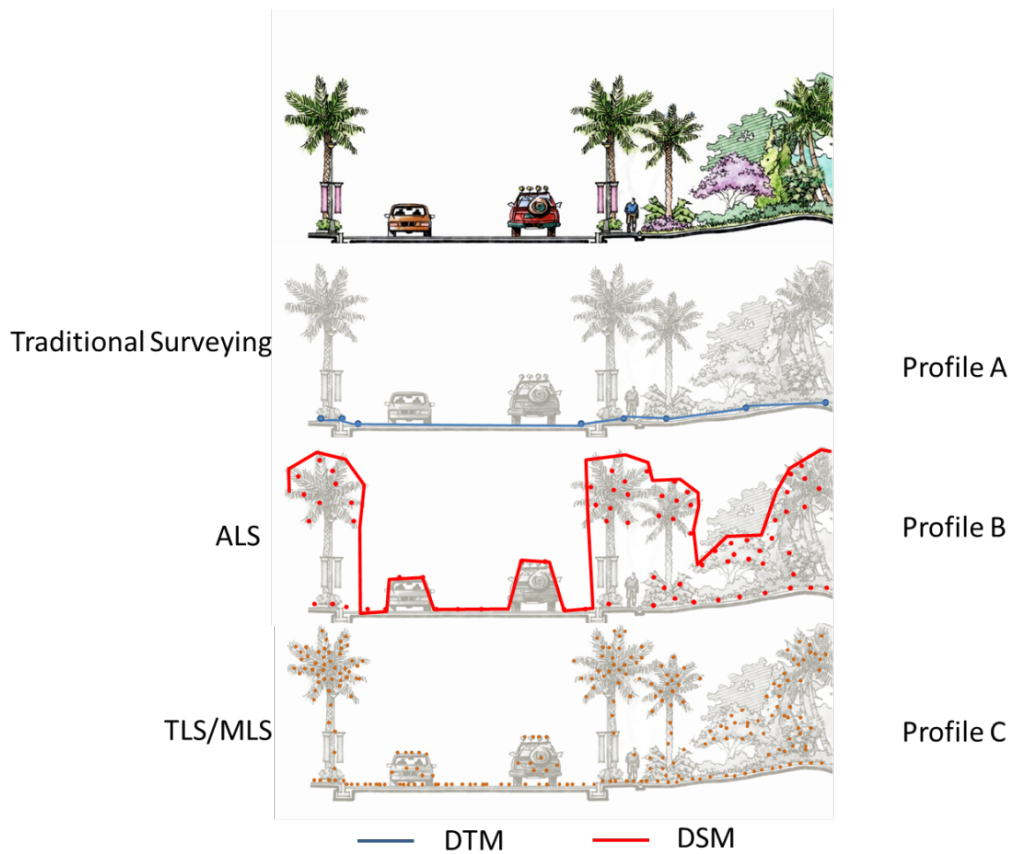 Traditional Surveying
Profile A
ALS
Profile B
TLS/MLS
Profile C
DTM
DSM